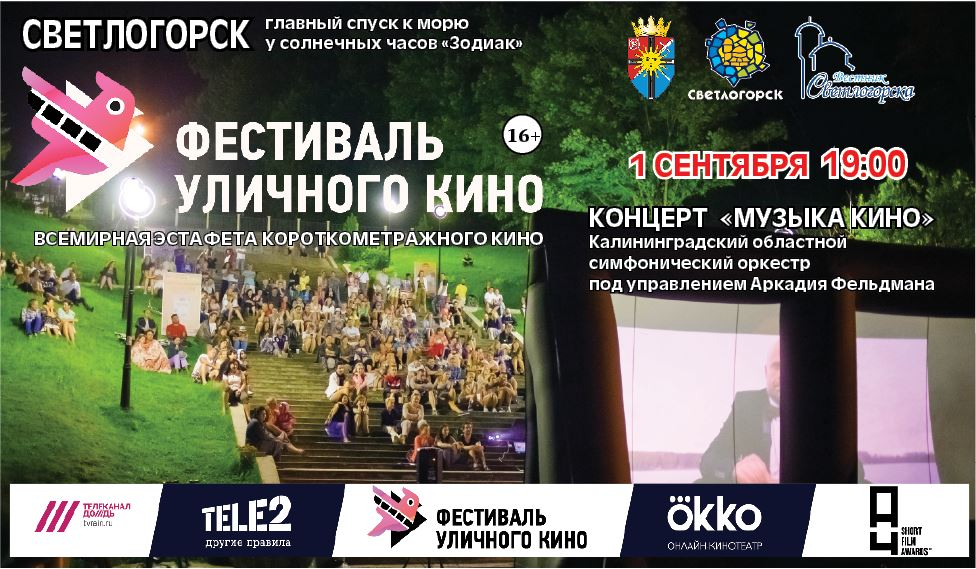 СВЕТЛОГОРСК
главный спуск к морю
у солнечных часов «Зодиак»
СВЕТЛОГОРСК
Вестник
Светлогорска
16+
ФЕСТИВАЛЬ
УЛИЧНОГО КИНО
ВСЕМИРНАЯ ЭСТАФЕТА КОРОТКОМЕТРАЖНОГО КИНО
1 СЕНТЯБРЯ 19:00
КОНЦЕРТ «МУЗЫКА КИНО»
Калининградский областной
симфонический оркестр
под управлением Аркадия Фельдмана
ТЕЛЕКАНАЛ
ДОЖДЬ
tvrain.ru
TELE2
другие правила
ФЕСТИВАЛЬ
УЛИЧНОГО КИНО
ökko
ОНЛАЙН КИНОТЕАТР
SHORT
FILM
AWARDS™